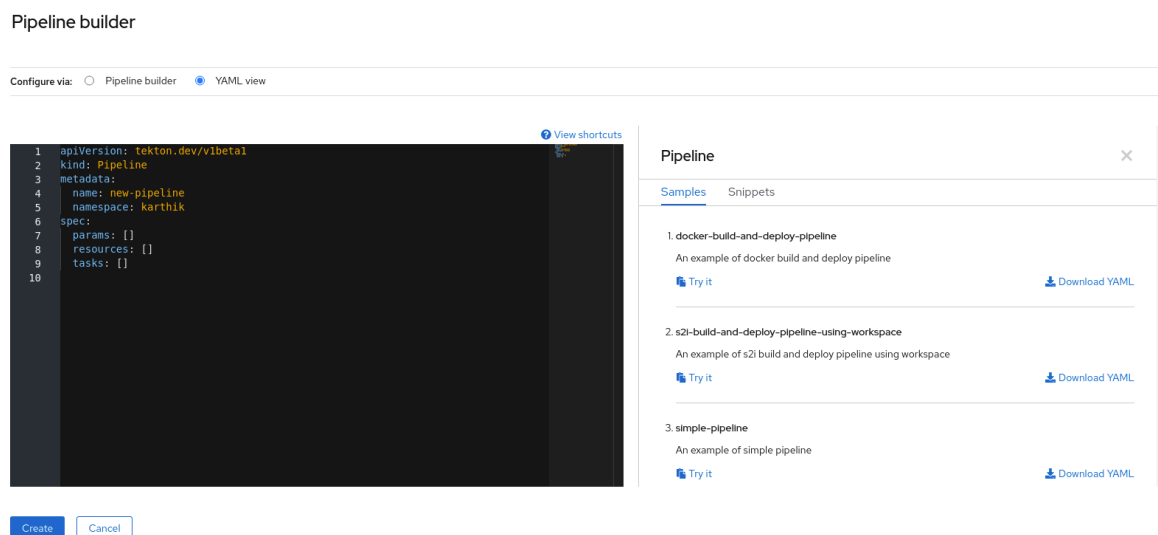 Pipeline builder
Configure via: Pipeline builder YAML view
View shortcuts
1 apiVersion: tekton.dev/v1beta1
2 kind: Pipeline
3 metadata:
4   name: new-pipeline
5   namespace: karthik
6 spec:
7   params: []
8   resources: []
9   tasks: []
10
Pipeline
Samples Snippets
1. docker-build-and-deploy-pipeline
An example of docker build and deploy pipeline
Try it Download YAML
2. s2i-build-and-deploy-pipeline-using-workspace
An example of s2i build and deploy pipeline using workspace
Try it Download YAML
3. simple-pipeline
An example of simple pipeline
Try it Download YAML
Create Cancel